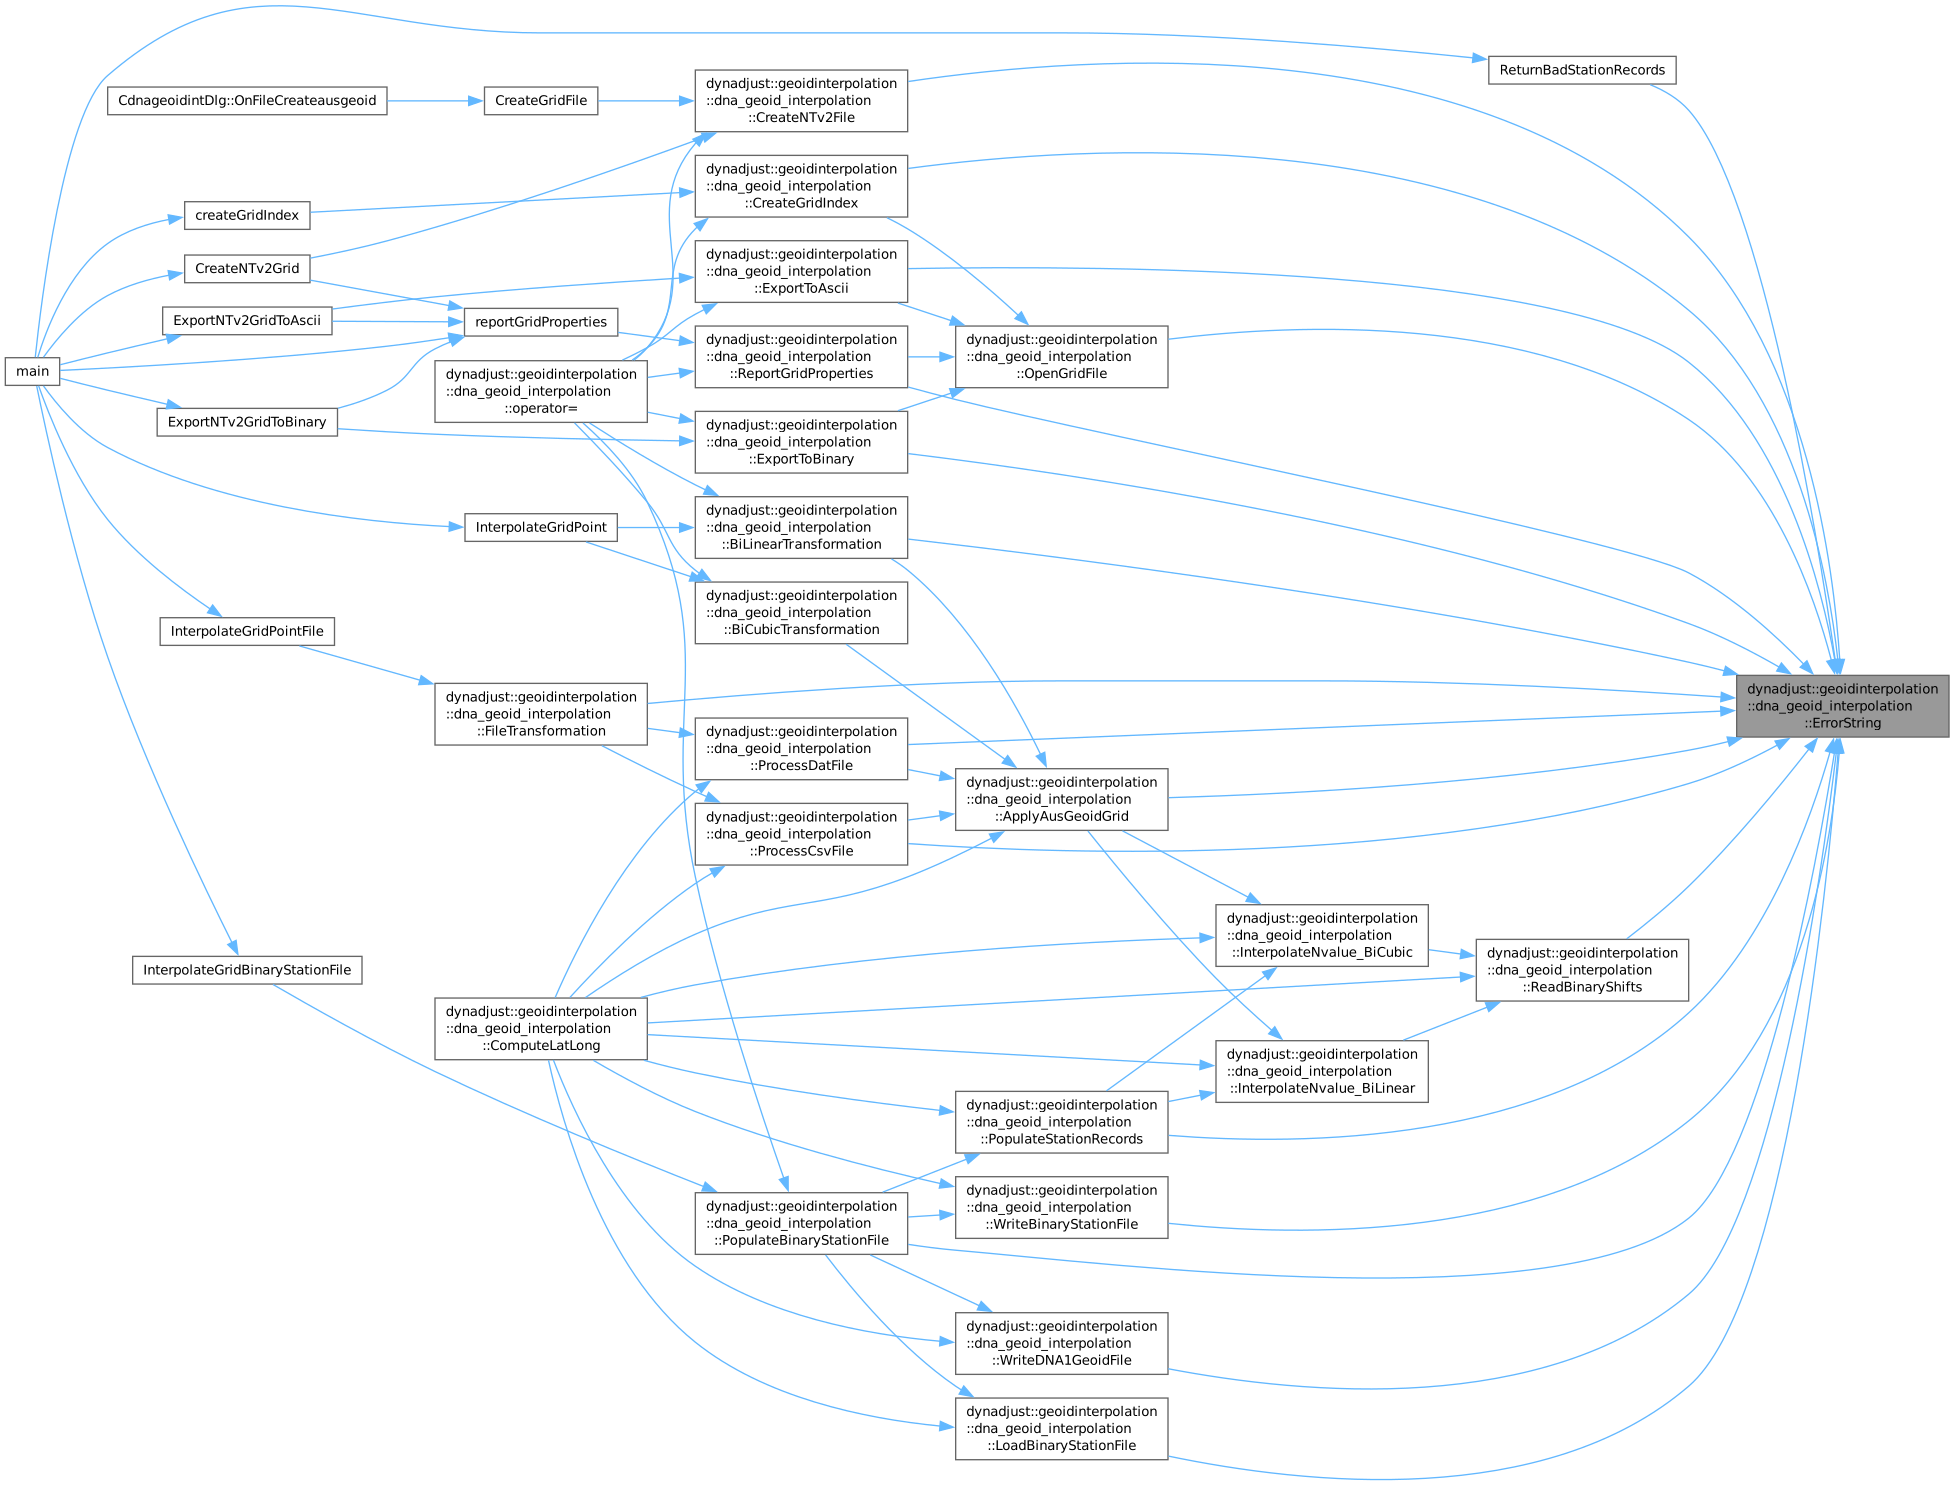 ReturnBadStationRecords
dynadjust::geoidinterpolation
::dna_geoid_interpolation
::CreateNTv2File
CdnageoidintDlg::OnFileCreateausgeoid
CreateGridFile
dynadjust::geoidinterpolation
::dna_geoid_interpolation
::CreateGridIndex
createGridIndex
dynadjust::geoidinterpolation
::dna_geoid_interpolation
::ExportToAscii
CreateNTv2Grid
ExportNTv2GridToAscii
reportGridProperties
dynadjust::geoidinterpolation
::dna_geoid_interpolation
::ReportGridProperties
dynadjust::geoidinterpolation
::dna_geoid_interpolation
::OpenGridFile
main
dynadjust::geoidinterpolation
::dna_geoid_interpolation
::operator=
ExportNTv2GridToBinary
dynadjust::geoidinterpolation
::dna_geoid_interpolation
::ExportToBinary
InterpolateGridPoint
dynadjust::geoidinterpolation
::dna_geoid_interpolation
::BiLinearTransformation
dynadjust::geoidinterpolation
::dna_geoid_interpolation
::BiCubicTransformation
InterpolateGridPointFile
dynadjust::geoidinterpolation
::dna_geoid_interpolation
::FileTransformation
dynadjust::geoidinterpolation
::dna_geoid_interpolation
::ErrorString
dynadjust::geoidinterpolation
::dna_geoid_interpolation
::ProcessDatFile
dynadjust::geoidinterpolation
::dna_geoid_interpolation
::ApplyAusGeoidGrid
dynadjust::geoidinterpolation
::dna_geoid_interpolation
::ProcessCsvFile
dynadjust::geoidinterpolation
::dna_geoid_interpolation
::InterpolateNvalue_BiCubic
dynadjust::geoidinterpolation
::dna_geoid_interpolation
::ReadBinaryShifts
InterpolateGridBinaryStationFile
dynadjust::geoidinterpolation
::dna_geoid_interpolation
::ComputeLatLong
dynadjust::geoidinterpolation
::dna_geoid_interpolation
::InterpolateNvalue_BiLinear
dynadjust::geoidinterpolation
::dna_geoid_interpolation
::PopulateStationRecords
dynadjust::geoidinterpolation
::dna_geoid_interpolation
::WriteBinaryStationFile
dynadjust::geoidinterpolation
::dna_geoid_interpolation
::PopulateBinaryStationFile
dynadjust::geoidinterpolation
::dna_geoid_interpolation
::WriteDNA1GeoidFile
dynadjust::geoidinterpolation
::dna_geoid_interpolation
::LoadBinaryStationFile